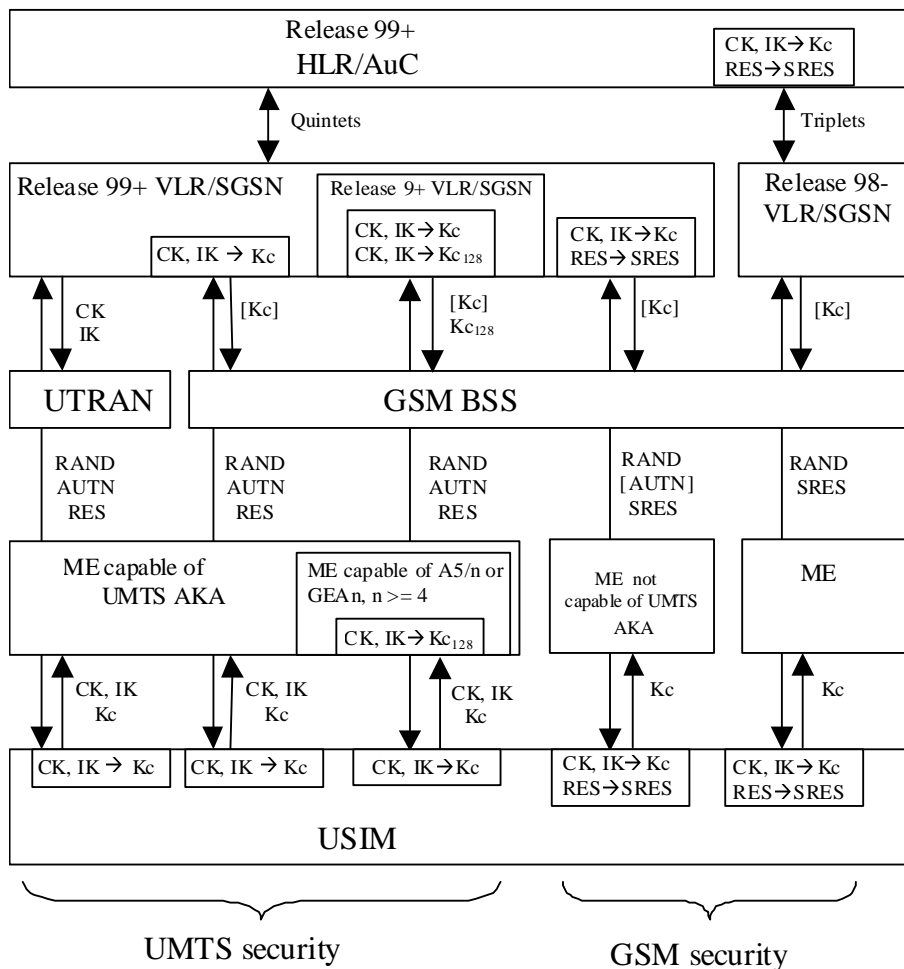 Release 99+
HLR/AuC
CK, IK→Kc
RES→SRES
Quintets
Triplets
Release 99+ VLR/SGSN
CK, IK → Kc
Release 9+ VLR/SGSN
CK, IK→Kc
CK, IK→Kc128
CK, IK→Kc
RES→SRES
Release 98-
VLR/SGSN
CK
IK
[Kc]
[Kc]
Kc128
[Kc]
[Kc]
UTRAN
GSM BSS
RAND
AUTN
RES
RAND
AUTN
RES
RAND
AUTN
RES
RAND
[AUTN]
SRES
RAND
SRES
ME capable of
UMTS AKA
ME capable of A5/n or
GEAn, n >= 4
CK, IK→Kc128
ME not
capable of UMTS
AKA
ME
CK, IK
Kc
CK, IK
Kc
CK, IK
Kc
Kc
Kc
CK, IK → Kc
CK, IK → Kc
CK, IK→Kc
CK, IK→Kc
RES→SRES
CK, IK→Kc
RES→SRES
USIM
UMTS security
GSM security